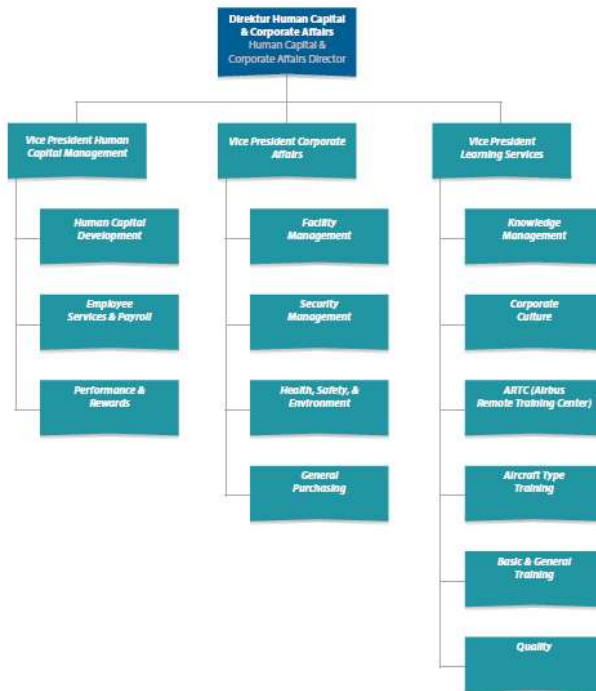 Direktur Human Capital
& Corporate Affairs
Human Capital &
Corporate Affairs Director
Vice President Human
Capital Management
Vice President Corporate
Affairs
Vice President
Learning Services
Human Capital
Development
Facility
Management
Knowledge
Management
Employee
Services & Payroll
Security
Management
Corporate
Culture
Performance &
Rewards
Health, Safety, &
Environment
ARTC (Airbus
Remote Training Center)
General
Purchasing
Aircraft Type
Training
Basic & General
Training
Quality